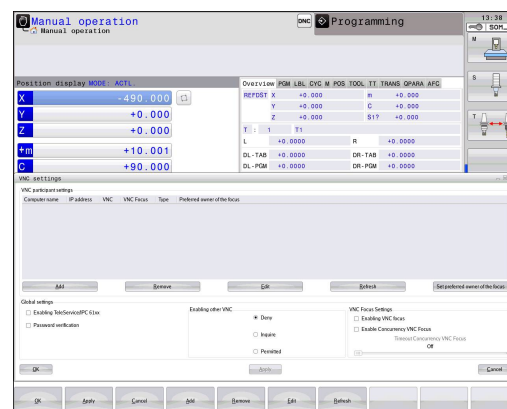 Manual operation
DNC
Programming
13:38
Manual operation
SOM_
M
Position display MODE: ACTL.
Overview PGM LBL CYC M POS TOOL TT TRANS QPARA AFC
X -490.000
REFDST X +0.000 m +0.000
Y +0.000
Y +0.000 C +0.000
Z +0.000
Z +0.000 S1? +0.000
S
T : 1 T1
+m +10.001
L +0.0000 R +0.0000
T
DL-TAB +0.0000 DR-TAB +0.0000
C +90.000
DL-PGM +0.0000 DR-PGM +0.0000
VNC settings
VNC participant settings
Computer name IP address VNC VNC Focus Type Preferred owner of the focus
Add Remove Edit Refresh Set preferred owner of the focus
Global settings
Enabling TeleService/IPC 61xx
Password verification
Enabling other VNC
Deny
Inquire
Permitted
VNC Focus Settings
Enabling VNC focus
Enable Concurrency VNC Focus
Timeout Concurrency VNC Focus
Off
OK Apply Cancel
OK Apply Cancel Add Remove Edit Refresh